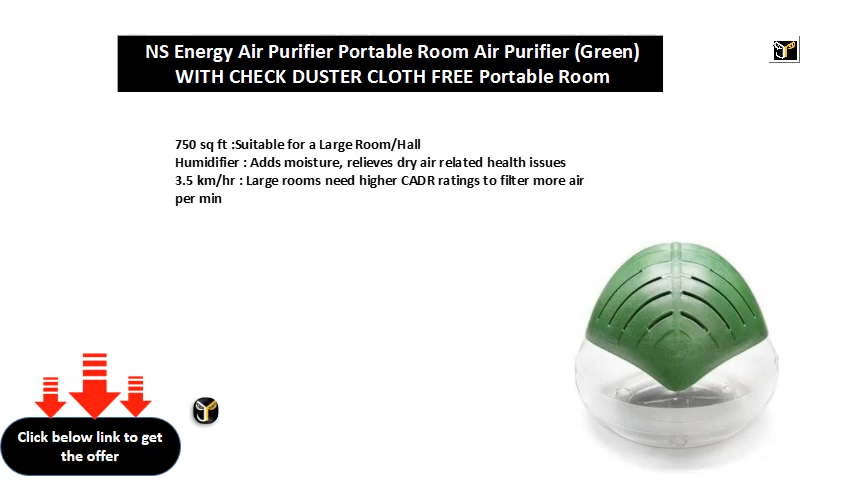 NS Energy Air Purifier Portable Room Air Purifier (Green)
WITH CHECK DUSTER CLOTH FREE Portable Room
750 sq ft :Suitable for a Large Room/Hall
Humidifier : Adds moisture, relieves dry air related health issues
3.5 km/hr : Large rooms need higher CADR ratings to filter more air
per min
Click below link to get
the offer